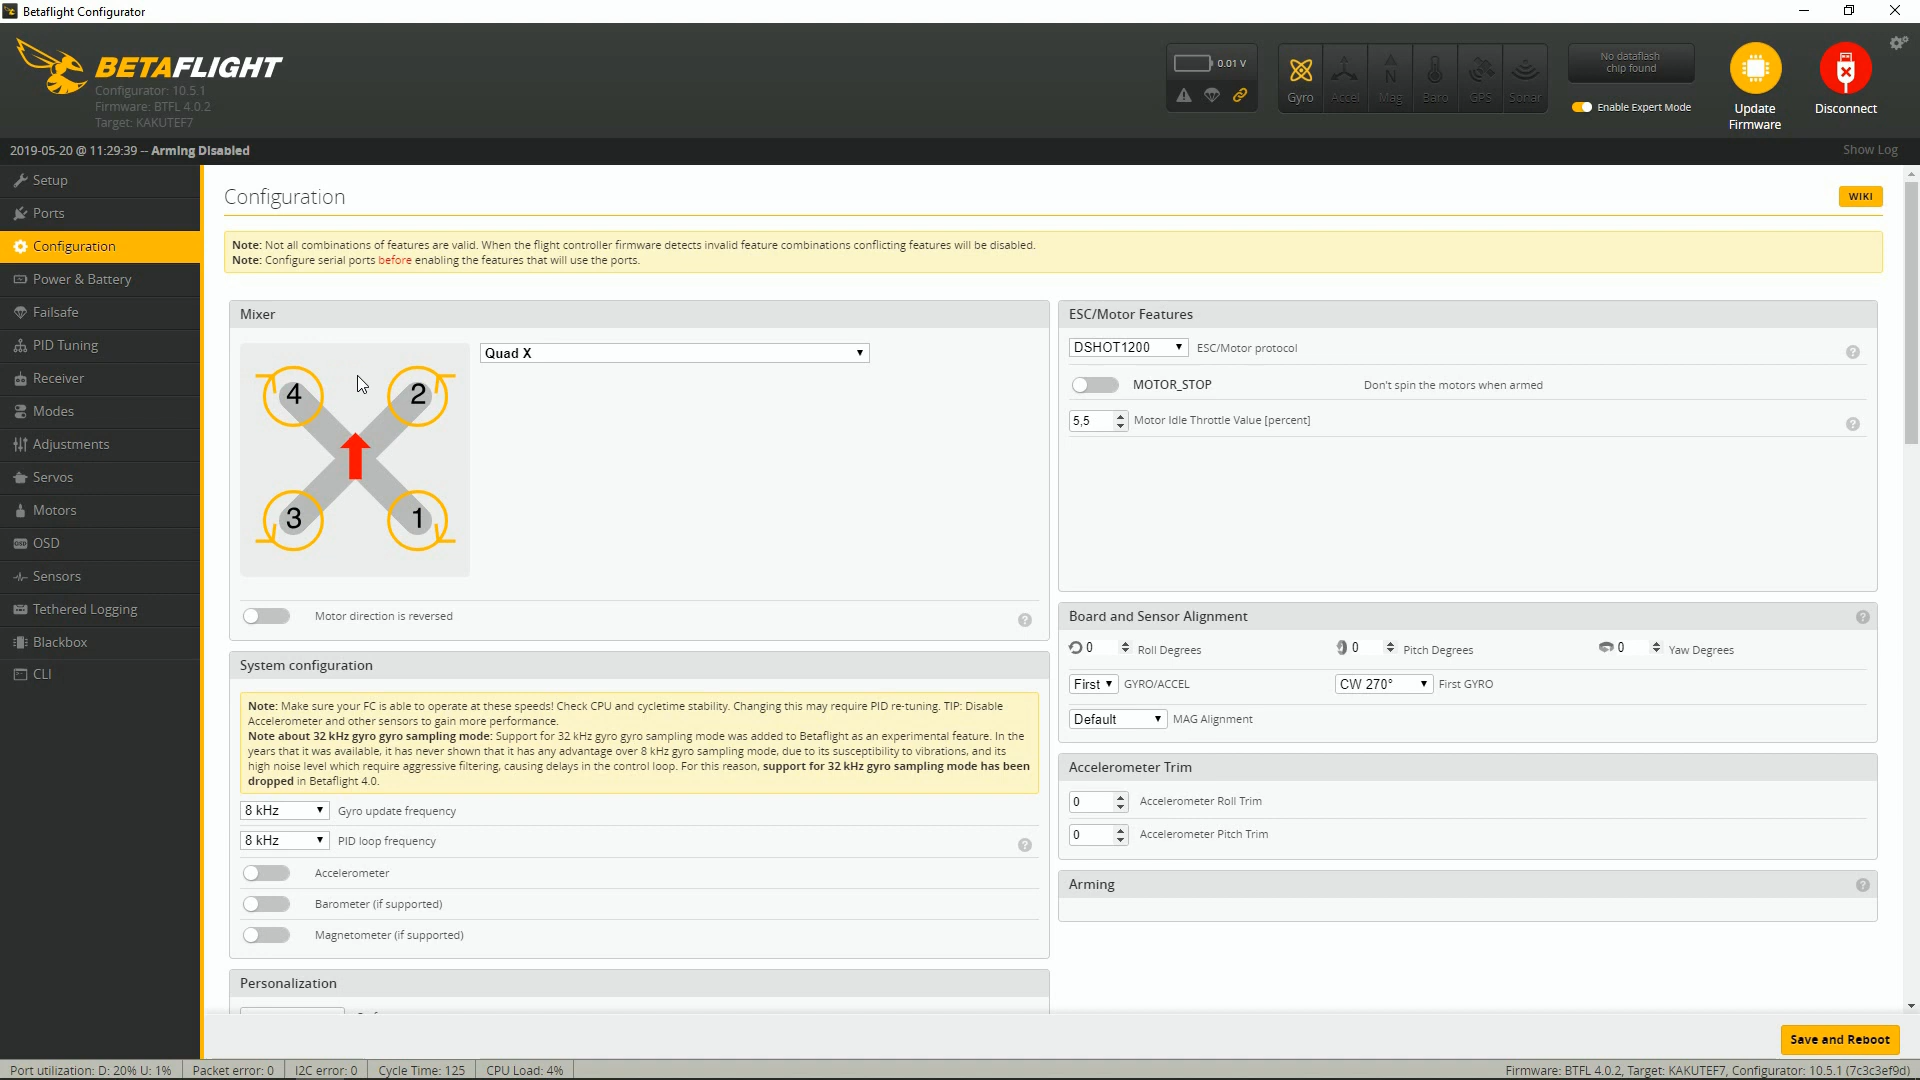 Betaflight Configurator
BETAFLIGHT
Configurator: 10.5.1
Firmware: BTFL 4.0.2
Target: KAKUTEF7
0.01 V
Gyro
Accel
Mag
Baro
GPS
Sonar
No dataflash
chip found
Enable Expert Mode
Update
Firmware
Disconnect
2019-05-20 @ 11:29:39 -- Arming Disabled
Show Log
Setup
Ports
Configuration
Power & Battery
Failsafe
PID Tuning
Receiver
Modes
Adjustments
Servos
Motors
OSD
Sensors
Tethered Logging
Blackbox
CLI
Configuration
WIKI
Note: Not all combinations of features are valid. When the flight controller firmware detects invalid feature combinations conflicting features will be disabled.
Note: Configure serial ports before enabling the features that will use the ports.
Mixer
Quad X
4
2
3
1
Motor direction is reversed
System configuration
Note: Make sure your FC is able to operate at these speeds! Check CPU and cycletime stability. Changing this may require PID re-tuning. TIP: Disable
Accelerometer and other sensors to gain more performance.
Note about 32 kHz gyro gyro sampling mode: Support for 32 kHz gyro gyro sampling mode was added to Betaflight as an experimental feature. In the
years that it was available, it has never shown that it has any advantage over 8 kHz gyro sampling mode, due to its susceptibility to vibrations, and its
high noise level which require aggressive filtering, causing delays in the control loop. For this reason, support for 32 kHz gyro sampling mode has been
dropped in Betaflight 4.0.
8 kHz Gyro update frequency
8 kHz PID loop frequency
Accelerometer
Barometer (if supported)
Magnetometer (if supported)
Personalization
ESC/Motor Features
DSHOT1200 ESC/Motor protocol
MOTOR_STOP Don't spin the motors when armed
5,5 Motor Idle Throttle Value [percent]
Board and Sensor Alignment
0 Roll Degrees 0 Pitch Degrees 0 Yaw Degrees
First GYRO/ACCEL CW 270° First GYRO
Default MAG Alignment
Accelerometer Trim
0 Accelerometer Roll Trim
0 Accelerometer Pitch Trim
Arming
Save and Reboot
Port utilization: D: 20% U: 1% Packet error: 0 I2C error: 0 Cycle Time: 125 CPU Load: 4% Firmware: BTFL 4.0.2, Target: KAKUTEF7, Configurator: 10.5.1 (7c3c3ef9d)